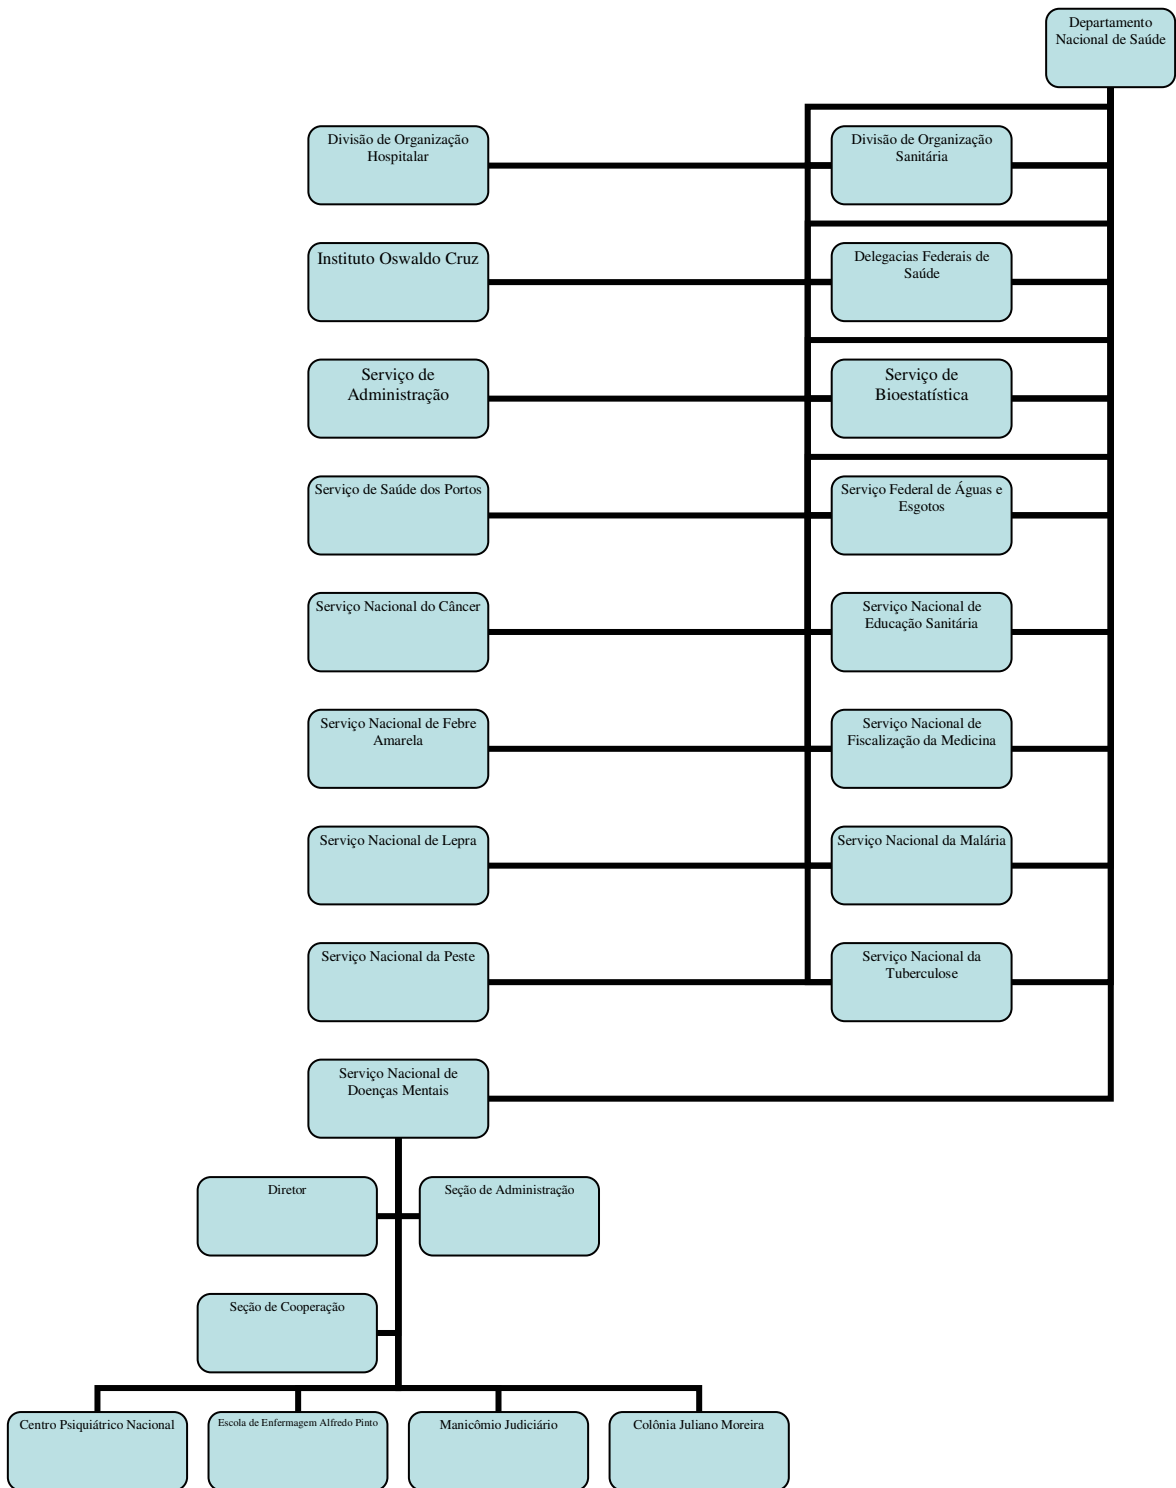 Departamento
Nacional de Saúde
Divisão de Organização
Hospitalar
Divisão de Organização
Sanitária
Instituto Oswaldo Cruz
Delegacias Federais de
Saúde
Serviço de
Administração
Serviço de
Bioestatística
Serviço de Saúde dos Portos
Serviço Federal de Águas e
Esgotos
Serviço Nacional do Câncer
Serviço Nacional de
Educação Sanitária
Serviço Nacional de Febre
Amarela
Serviço Nacional de
Fiscalização da Medicina
Serviço Nacional de Lepra
Serviço Nacional da Malária
Serviço Nacional da Peste
Serviço Nacional da
Tuberculose
Serviço Nacional de
Doenças Mentais
Diretor
Seção de Administração
Seção de Cooperação
Centro Psiquiátrico Nacional
Escola de Enfermagem Alfredo Pinto
Manicômio Judiciário
Colônia Juliano Moreira